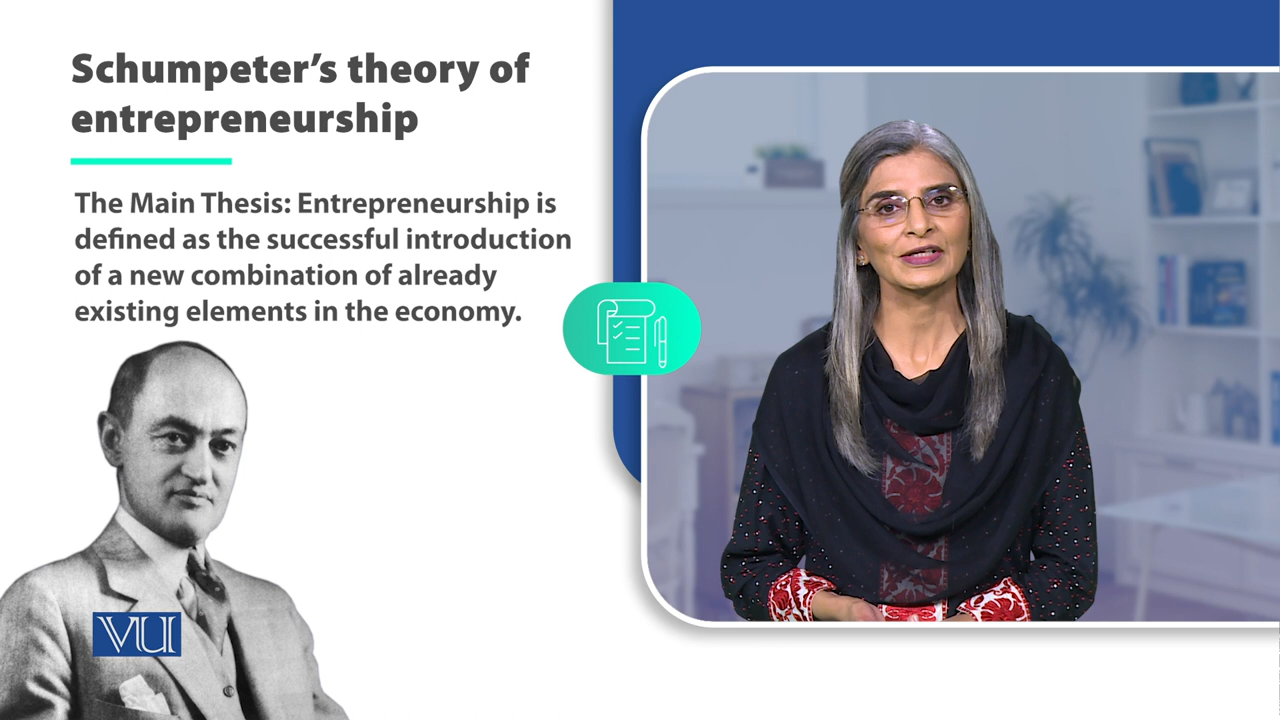 Schumpeter’s theory of
entrepreneurship
The Main Thesis: Entrepreneurship is
defined as the successful introduction
of a new combination of already
existing elements in the economy.
VU